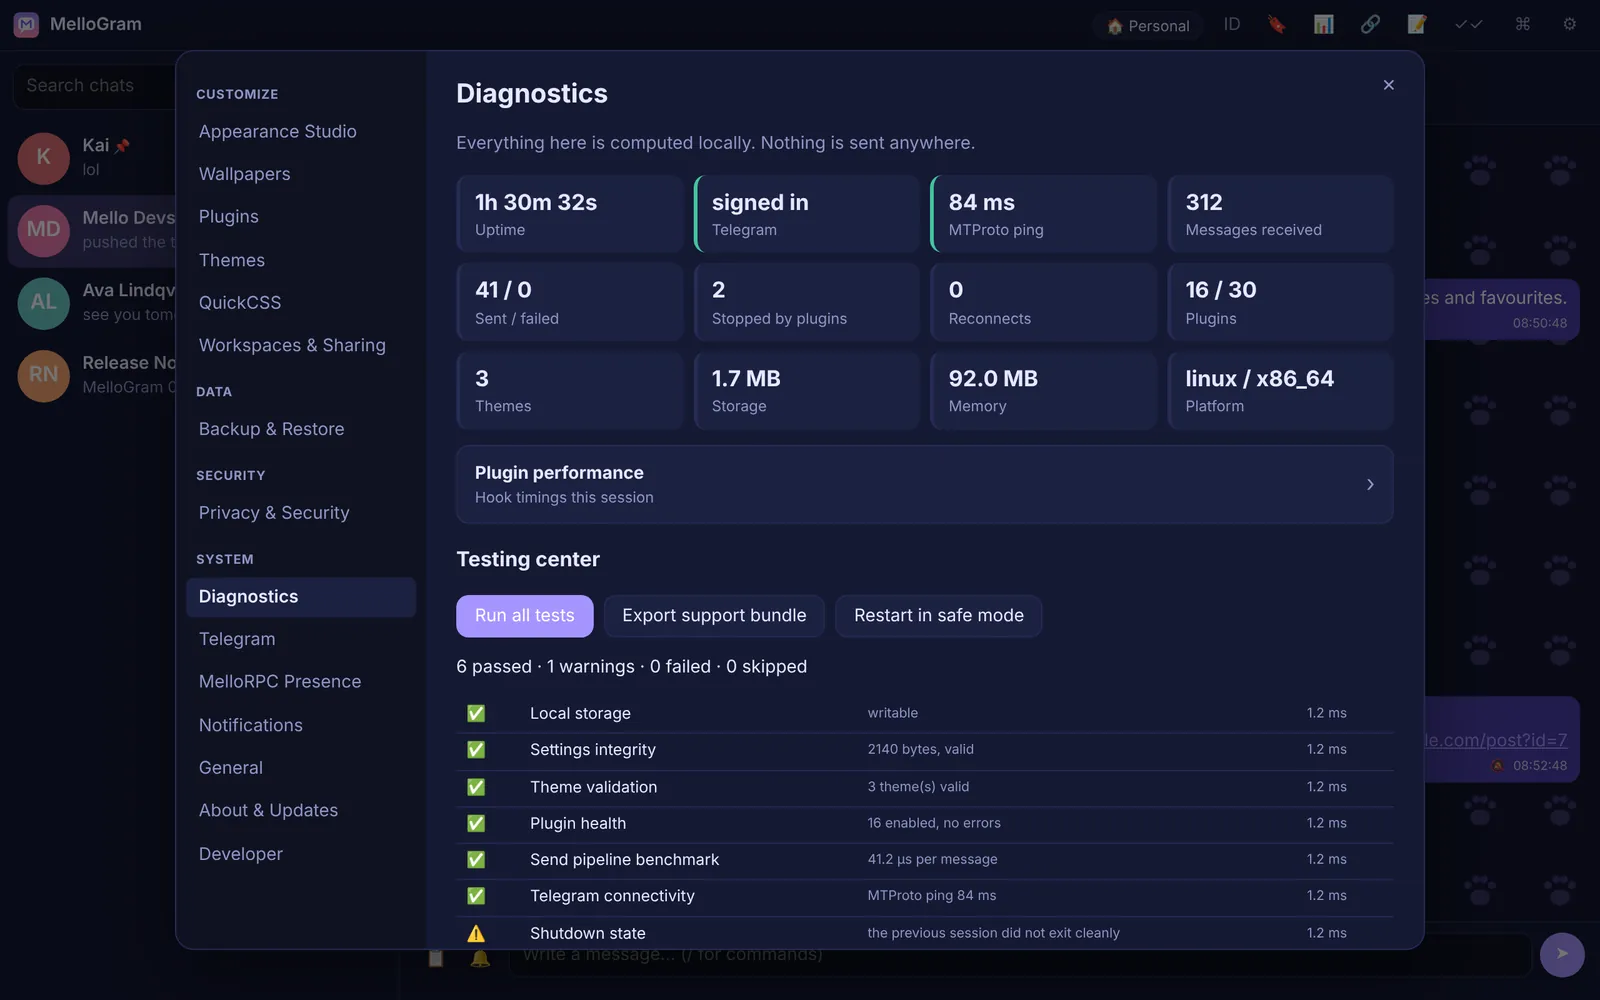 MelloGram
Personal
ID
Search chats
K
Kai
lol
MD
Mello Devs
pushed the t
AL
Ava Lindqv
see you tom
RN
Release No
MelloGram 0
CUSTOMIZE
Appearance Studio
Wallpapers
Plugins
Themes
QuickCSS
Workspaces & Sharing
DATA
Backup & Restore
SECURITY
Privacy & Security
SYSTEM
Diagnostics
Telegram
MelloRPC Presence
Notifications
General
About & Updates
Developer
Diagnostics
Everything here is computed locally. Nothing is sent anywhere.
1h 30m 32s
Uptime
signed in
Telegram
84 ms
MTProto ping
312
Messages received
41 / 0
Sent / failed
2
Stopped by plugins
0
Reconnects
16 / 30
Plugins
3
Themes
1.7 MB
Storage
92.0 MB
Memory
linux / x86_64
Platform
Plugin performance
Hook timings this session
Testing center
Run all tests
Export support bundle
Restart in safe mode
6 passed · 1 warnings · 0 failed · 0 skipped
Local storage writable 1.2 ms
Settings integrity 2140 bytes, valid 1.2 ms
Theme validation 3 theme(s) valid 1.2 ms
Plugin health 16 enabled, no errors 1.2 ms
Send pipeline benchmark 41.2 µs per message 1.2 ms
Telegram connectivity MTProto ping 84 ms 1.2 ms
Shutdown state the previous session did not exit cleanly 1.2 ms
es and favourites.
08:50:48
le.com/post?id=7
08:52:48
Write a message... (/ for commands)